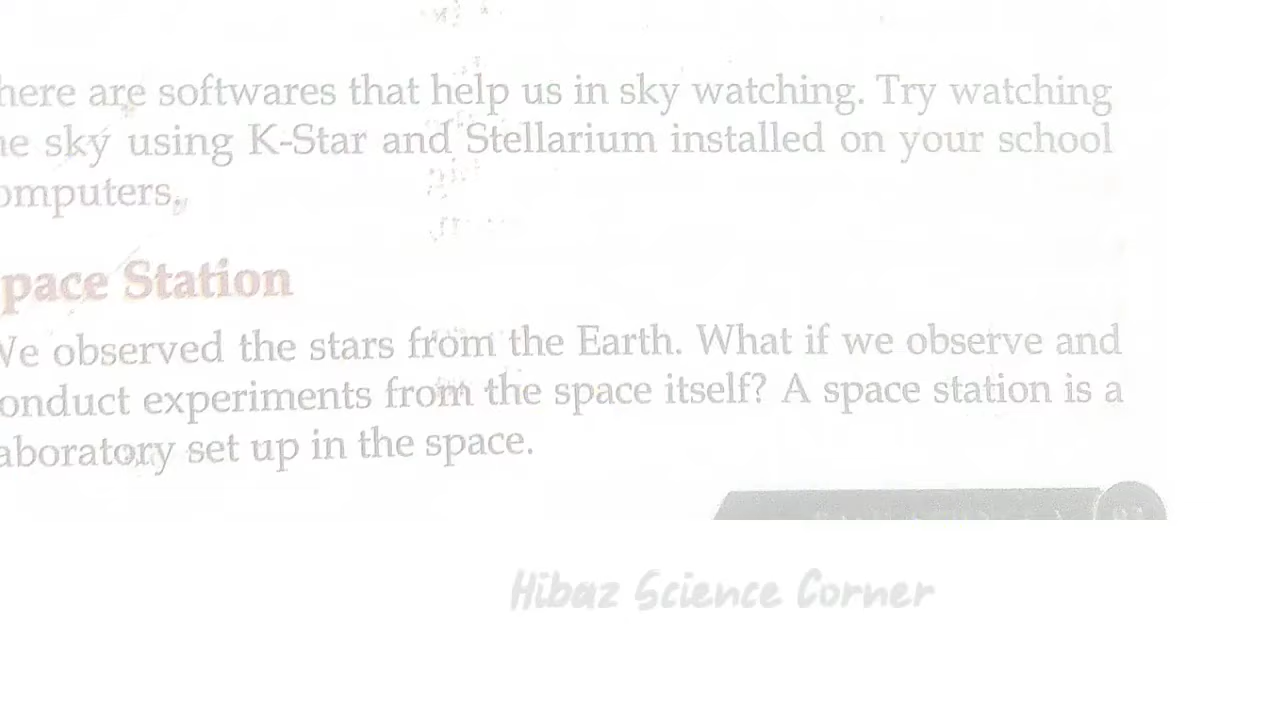 here are softwares that help us in sky watching. Try watching
he sky using K-Star and Stellarium installed on your school
omputers.
pace Station
We observed the stars from the Earth. What if we observe and
onduct experiments from the space itself? A space station is a
aboratory set up in the space.
Hibaz Science Corner